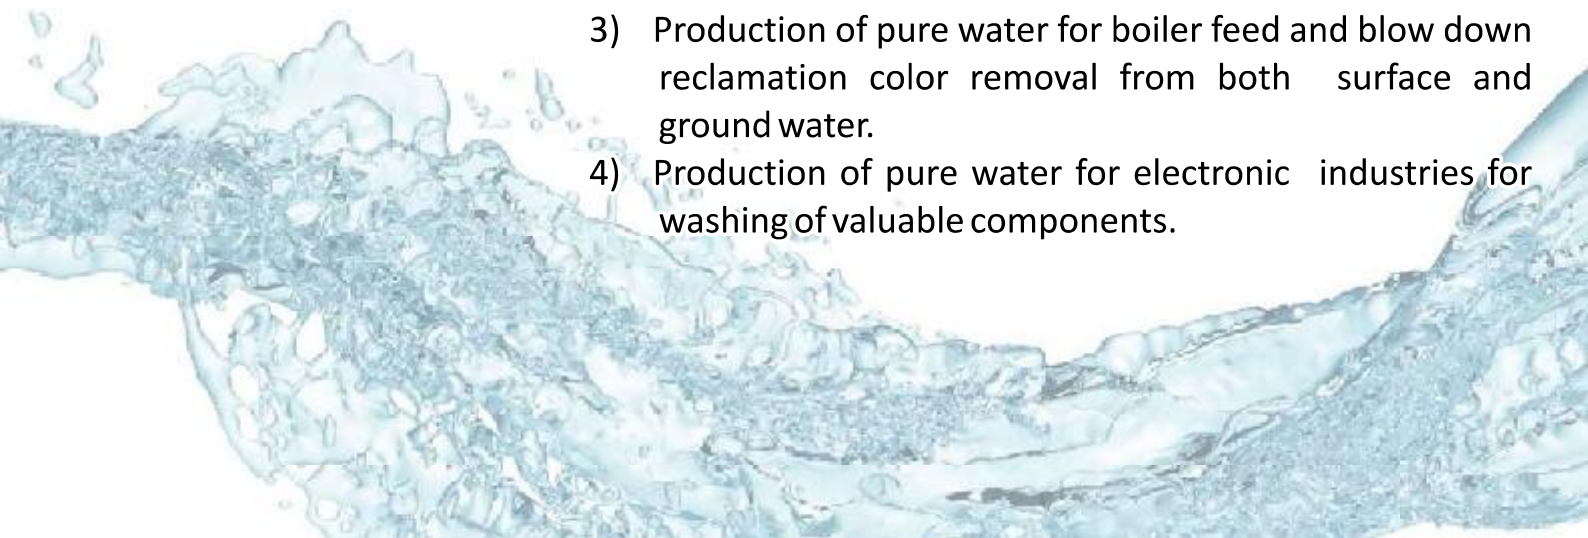 3) Production of pure water for boiler feed and blow down
reclamation color removal from both surface and
ground water.
4) Production of pure water for electronic industries for
washing of valuable components.